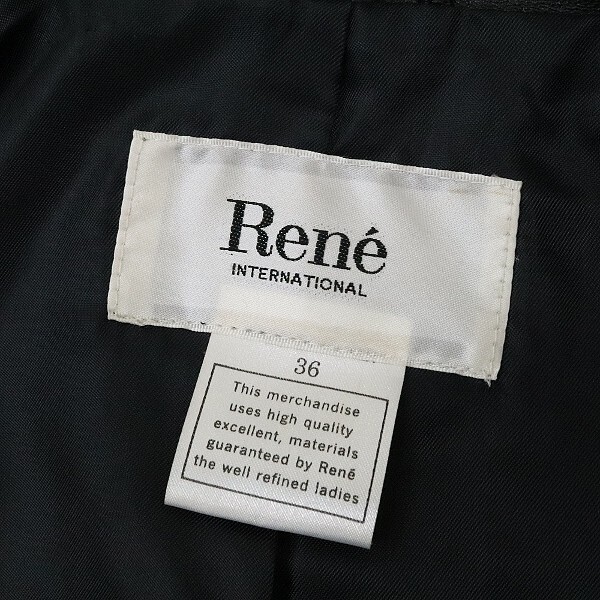 René
INTERNATIONAL
36
This merchandise
uses high quality
excellent, materials
guaranteed by René
the well refined ladies